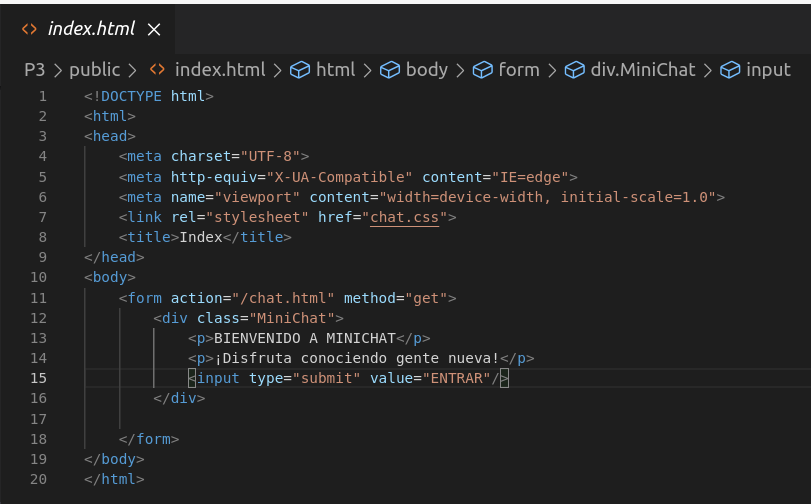 index.html
P3 > public > index.html > html > body > form > div.MiniChat > input
1 <!DOCTYPE html>
2 <html>
3 <head>
4     <meta charset="UTF-8">
5     <meta http-equiv="X-UA-Compatible" content="IE=edge">
6     <meta name="viewport" content="width=device-width, initial-scale=1.0">
7     <link rel="stylesheet" href="chat.css">
8     <title>Index</title>
9 </head>
10 <body>
11     <form action="/chat.html" method="get">
12         <div class="MiniChat">
13             <p>BIENVENIDO A MINICHAT</p>
14             <p>¡Disfruta conociendo gente nueva!</p>
15             <input type="submit" value="ENTRAR"/>
16         </div>
17
18     </form>
19 </body>
20 </html>